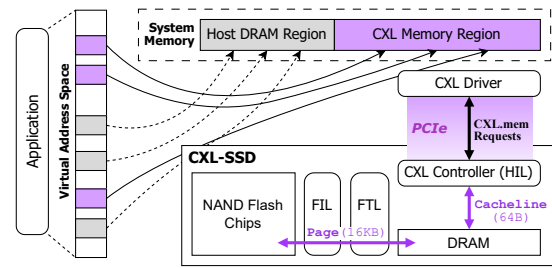 System
Memory
Host DRAM Region
CXL Memory Region
Application
Virtual Address Space
CXL Driver
PCIe
CXL.mem
Requests
CXL-SSD
CXL Controller (HIL)
NAND Flash
Chips
FIL
FTL
Cacheline
(64B)
Page(16KB)
DRAM